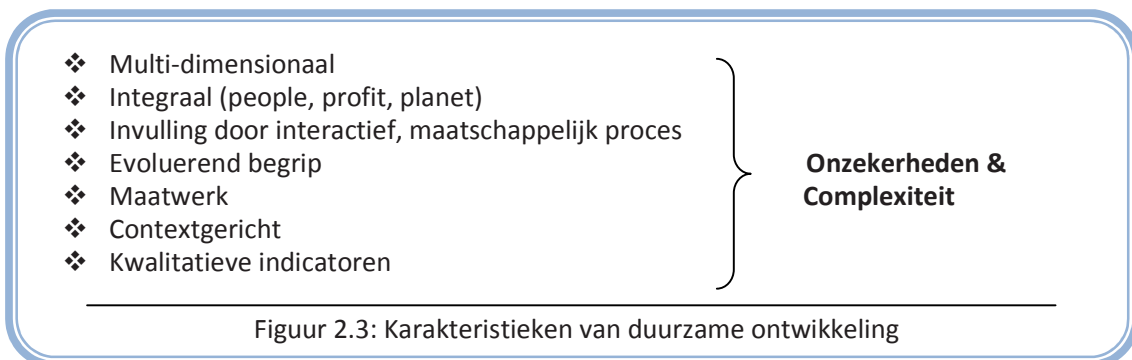 ❖ Multi-dimensionaal
❖ Integraal (people, profit, planet)
❖ Invulling door interactief, maatschappelijk proces
❖ Evoluerend begrip
❖ Maatwerk
❖ Contextgericht
❖ Kwalitatieve indicatoren
Onzekerheden &
Complexiteit
Figuur 2.3: Karakteristieken van duurzame ontwikkeling